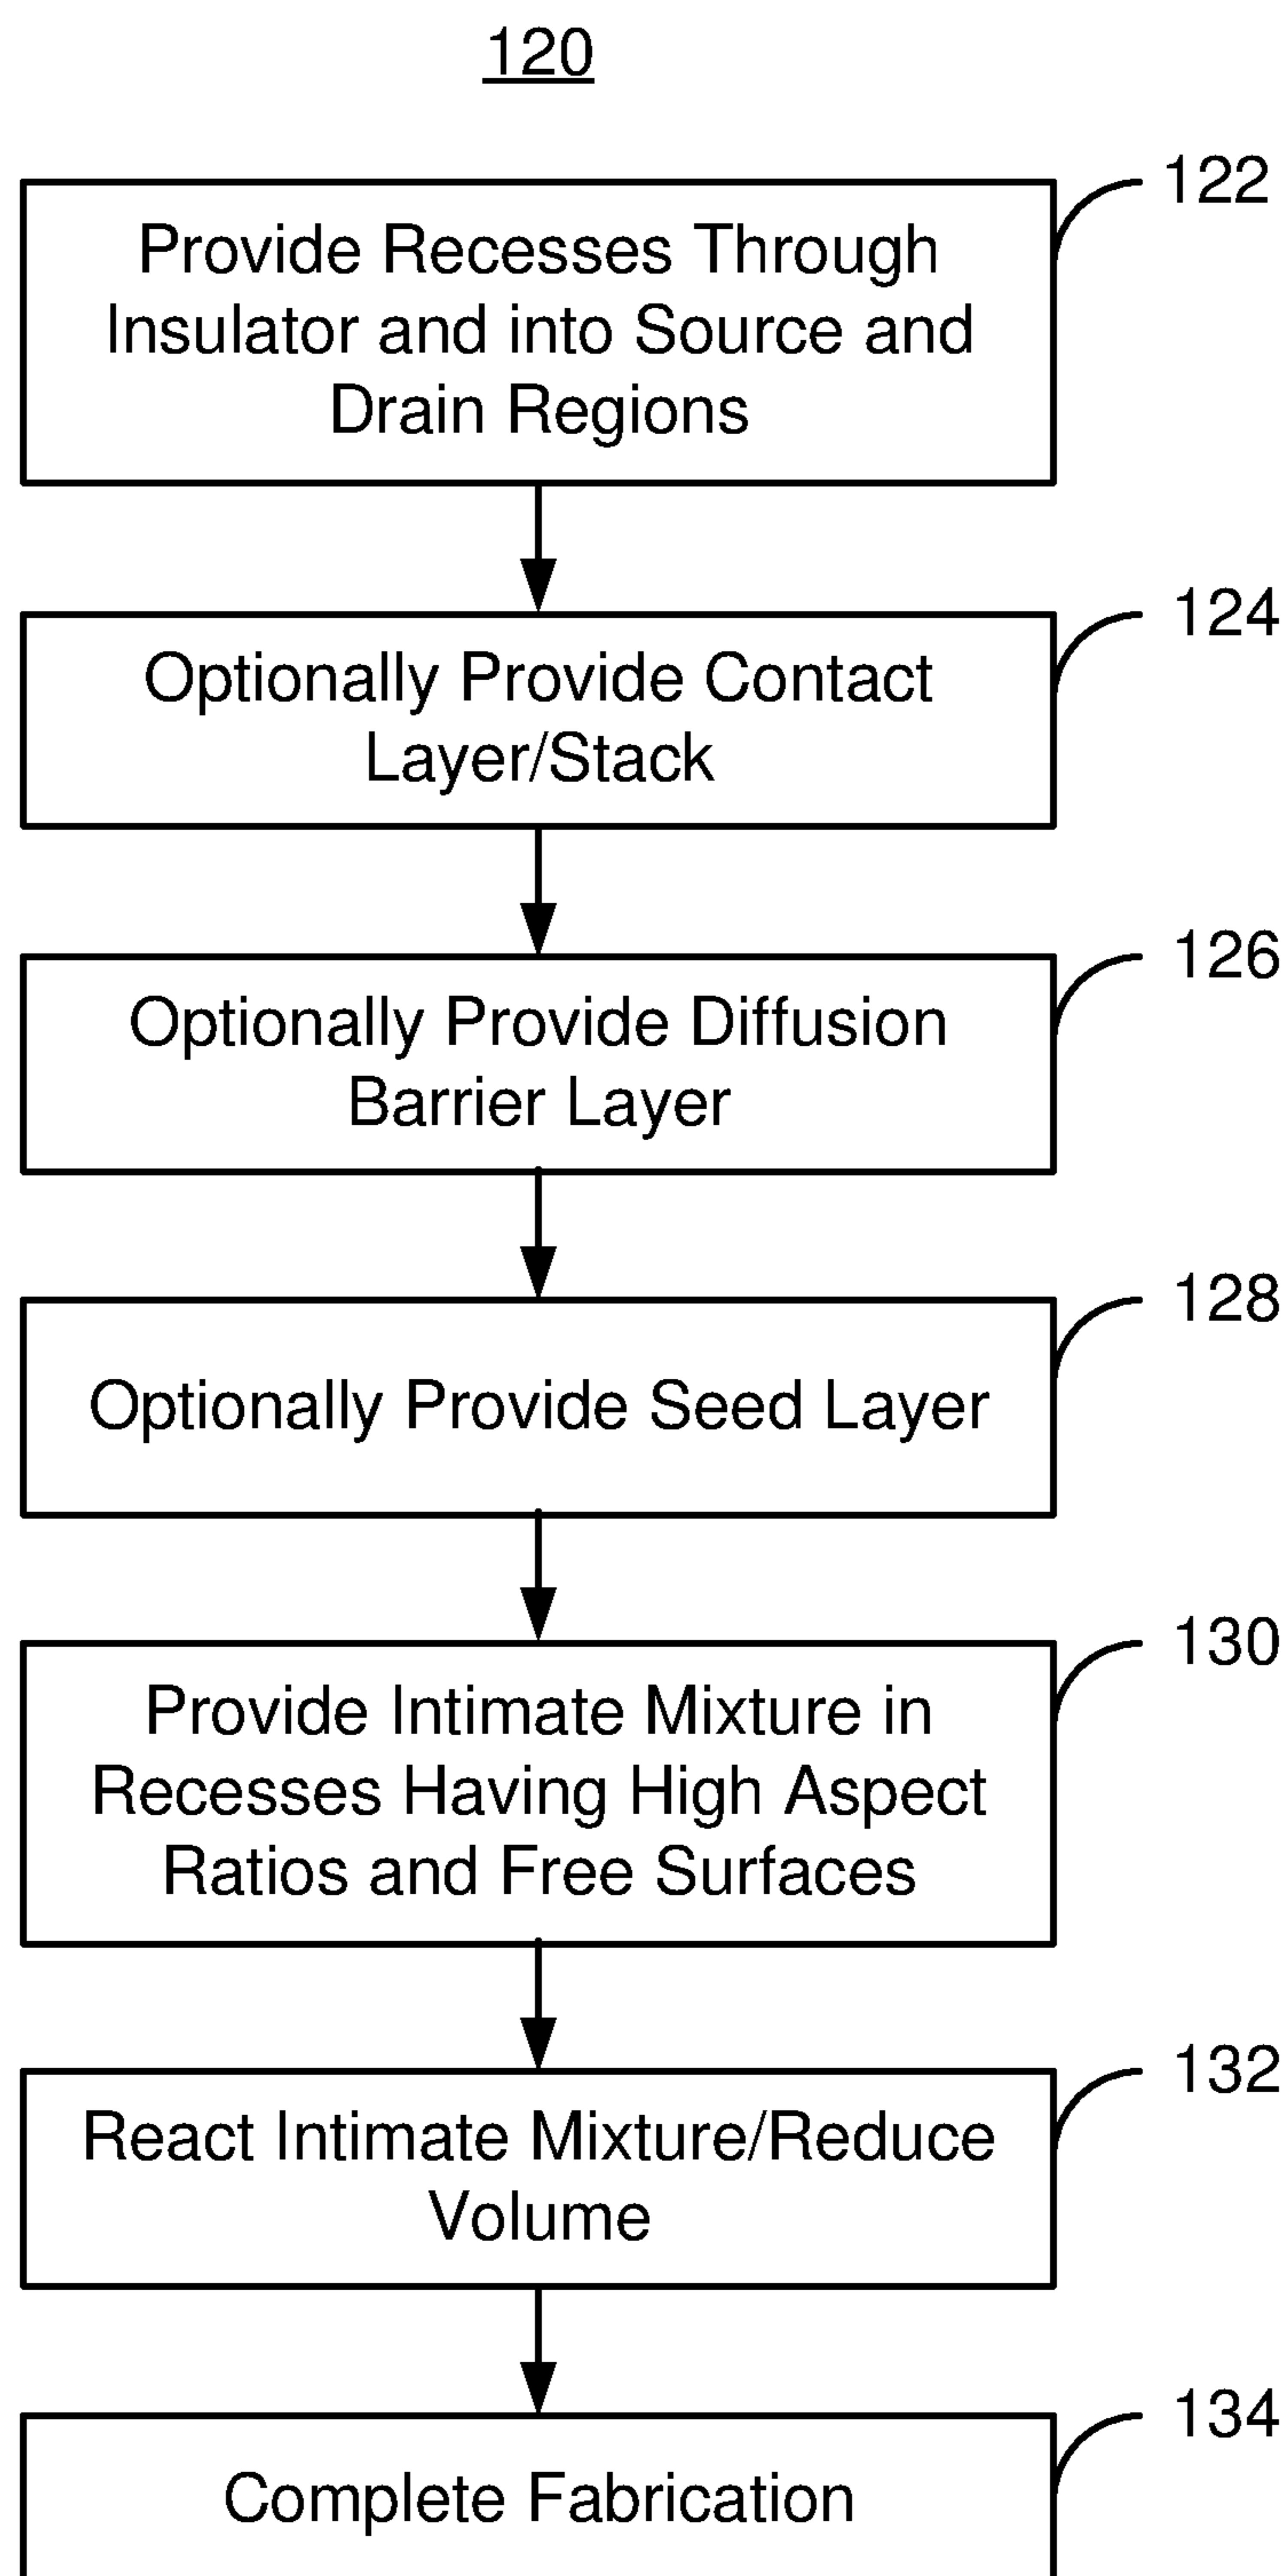 120
122
Provide Recesses Through
Insulator and into Source and
Drain Regions
124
Optionally Provide Contact
Layer/Stack
126
Optionally Provide Diffusion
Barrier Layer
128
Optionally Provide Seed Layer
130
Provide Intimate Mixture in
Recesses Having High Aspect
Ratios and Free Surfaces
132
React Intimate Mixture/Reduce
Volume
134
Complete Fabrication